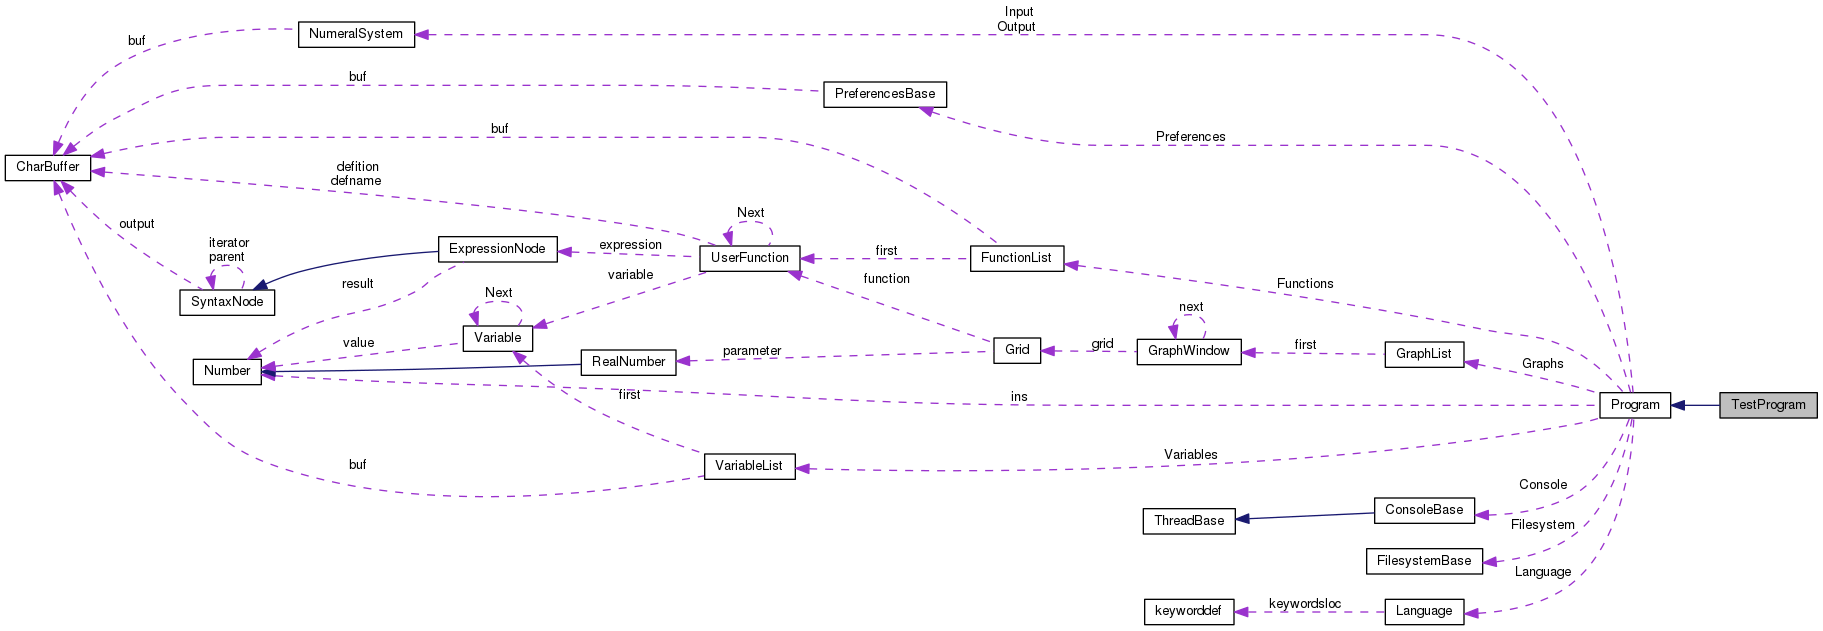 Input
Output
NumeralSystem
buf
buf
PreferencesBase
buf
Preferences
CharBuffer
defition
defname
Next
output
iterator
parent
ExpressionNode
expression
UserFunction
first
FunctionList
variable
function
Functions
result
SyntaxNode
Next
next
Variable
value
parameter
grid
first
Grid
GraphWindow
GraphList
Graphs
Number
RealNumber
first
ins
Program
TestProgram
buf
VariableList
Variables
Console
ThreadBase
ConsoleBase
Filesystem
FilesystemBase
Language
keyworddef
keywordsloc
Language